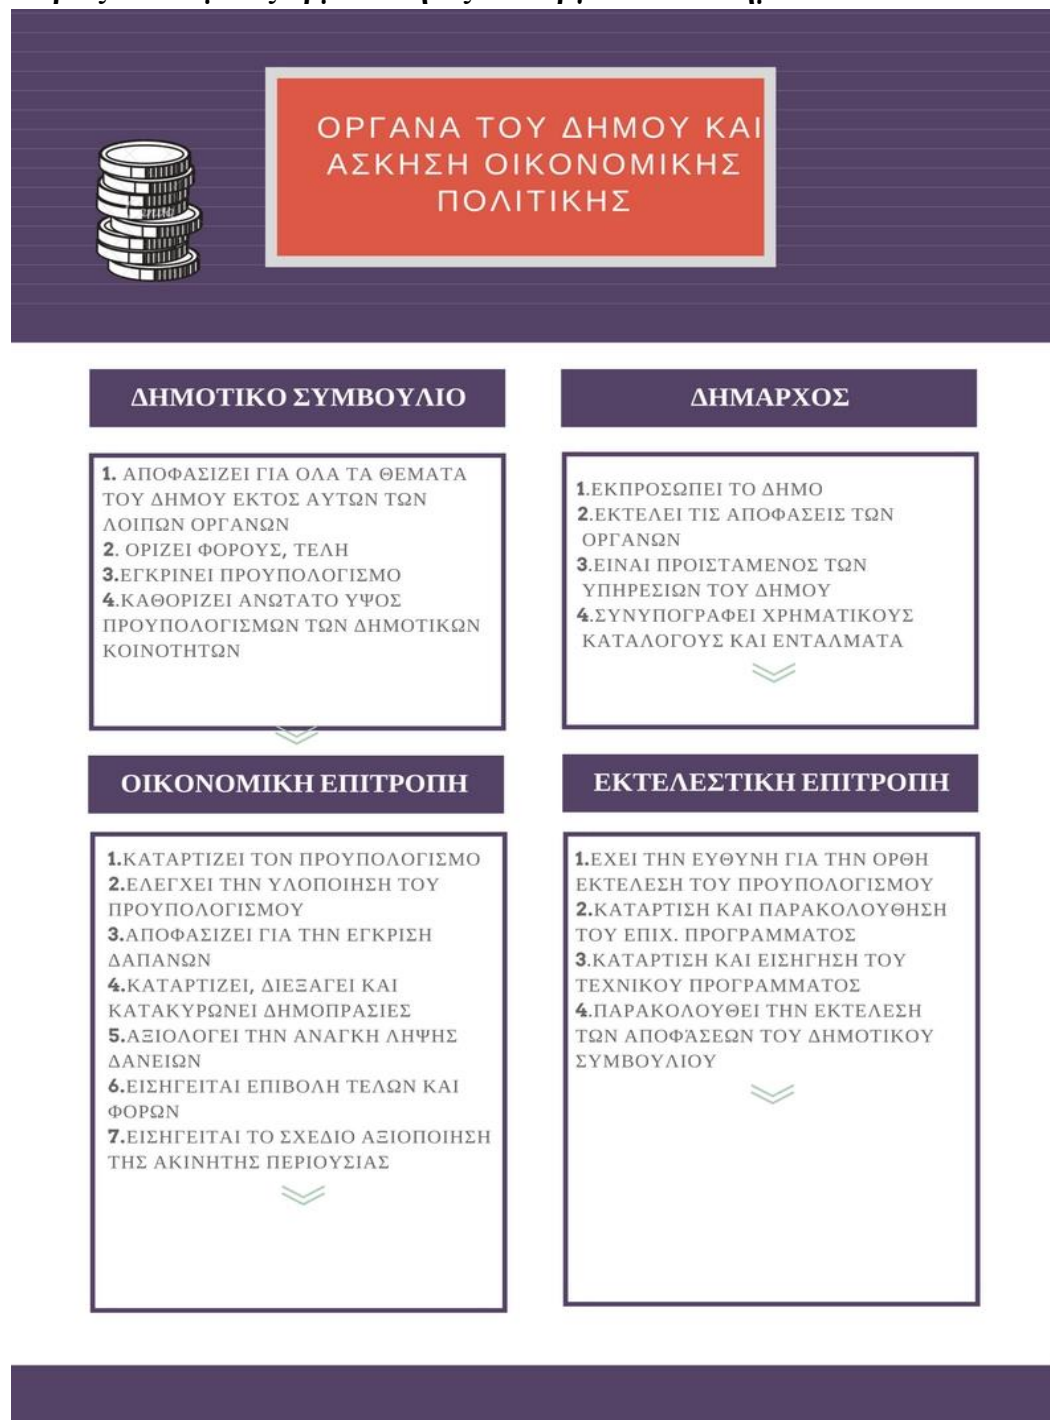 ΟΡΓΑΝΑ ΤΟΥ ΔΗΜΟΥ ΚΑΙ
ΑΣΚΗΣΗ ΟΙΚΟΝΟΜΙΚΗΣ
ΠΟΛΙΤΙΚΗΣ
ΔΗΜΟΤΙΚΟ ΣΥΜΒΟΥΛΙΟ
1. ΑΠΟΦΑΣΙΖΕΙ ΓΙΑ ΟΛΑ ΤΑ ΘΕΜΑΤΑ
ΤΟΥ ΔΗΜΟΥ ΕΚΤΟΣ ΑΥΤΩΝ ΤΩΝ
ΛΟΙΠΩΝ ΟΡΓΑΝΩΝ
2. ΟΡΙΖΕΙ ΦΟΡΟΥΣ, ΤΕΛΗ
3.ΕΓΚΡΙΝΕΙ ΠΡΟΥΠΟΛΟΓΙΣΜΟ
4.ΚΑΘΟΡΙΖΕΙ ΑΝΩΤΑΤΟ ΥΨΟΣ
ΠΡΟΥΠΟΛΟΓΙΣΜΩΝ ΤΩΝ ΔΗΜΟΤΙΚΩΝ
ΚΟΙΝΟΤΗΤΩΝ
ΔΗΜΑΡΧΟΣ
1.ΕΚΠΡΟΣΩΠΕΙ ΤΟ ΔΗΜΟ
2.ΕΚΤΕΛΕΙ ΤΙΣ ΑΠΟΦΑΣΕΙΣ ΤΩΝ
ΟΡΓΑΝΩΝ
3.ΕΙΝΑΙ ΠΡΟΙΣΤΑΜΕΝΟΣ ΤΩΝ
ΥΠΗΡΕΣΙΩΝ ΤΟΥ ΔΗΜΟΥ
4.ΣΥΝΥΠΟΓΡΑΦΕΙ ΧΡΗΜΑΤΙΚΟΥΣ
ΚΑΤΑΛΟΓΟΥΣ ΚΑΙ ΕΝΤΑΛΜΑΤΑ
ΟΙΚΟΝΟΜΙΚΗ ΕΠΙΤΡΟΠΗ
1.ΚΑΤΑΡΤΙΖΕΙ ΤΟΝ ΠΡΟΥΠΟΛΟΓΙΣΜΟ
2.ΕΛΕΓΧΕΙ ΤΗΝ ΥΛΟΠΟΙΗΣΗ ΤΟΥ
ΠΡΟΥΠΟΛΟΓΙΣΜΟΥ
3.ΑΠΟΦΑΣΙΖΕΙ ΓΙΑ ΤΗΝ ΕΓΚΡΙΣΗ
ΔΑΠΑΝΩΝ
4.ΚΑΤΑΡΤΙΖΕΙ, ΔΙΕΞΑΓΕΙ ΚΑΙ
ΚΑΤΑΚΥΡΩΝΕΙ ΔΗΜΟΠΡΑΣΙΕΣ
5.ΑΞΙΟΛΟΓΕΙ ΤΗΝ ΑΝΑΓΚΗ ΛΗΨΗΣ
ΔΑΝΕΙΩΝ
6.ΕΙΣΗΓΕΙΤΑΙ ΕΠΙΒΟΛΗ ΤΕΛΩΝ ΚΑΙ
ΦΟΡΩΝ
7.ΕΙΣΗΓΕΙΤΑΙ ΤΟ ΣΧΕΔΙΟ ΑΞΙΟΠΟΙΗΣΗ
ΤΗΣ ΑΚΙΝΗΤΗΣ ΠΕΡΙΟΥΣΙΑΣ
ΕΚΤΕΛΕΣΤΙΚΗ ΕΠΙΤΡΟΠΗ
1.ΕΧΕΙ ΤΗΝ ΕΥΘΥΝΗ ΓΙΑ ΤΗΝ ΟΡΘΗ
ΕΚΤΕΛΕΣΗ ΤΟΥ ΠΡΟΥΠΟΛΟΓΙΣΜΟΥ
2.ΚΑΤΑΡΤΙΣΗ ΚΑΙ ΠΑΡΑΚΟΛΟΥΘΗΣΗ
ΤΟΥ ΕΠΙΧ. ΠΡΟΓΡΑΜΜΑΤΟΣ
3.ΚΑΤΑΡΤΙΣΗ ΚΑΙ ΕΙΣΗΓΗΣΗ ΤΟΥ
ΤΕΧΝΙΚΟΥ ΠΡΟΓΡΑΜΜΑΤΟΣ
4.ΠΑΡΑΚΟΛΟΥΘΕΙ ΤΗΝ ΕΚΤΕΛΕΣΗ
ΤΩΝ ΑΠΟΦΆΣΕΩΝ ΤΟΥ ΔΗΜΟΤΙΚΟΥ
ΣΥΜΒΟΥΛΙΟΥ